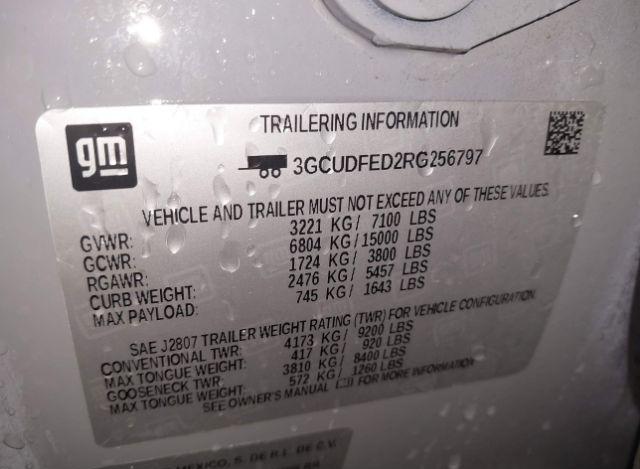 gm
TRAILERING INFORMATION
3GCUDFED2RG256797
VEHICLE AND TRAILER MUST NOT EXCEED ANY OF THESE VALUES.
GVWR: 3221 KG / 7100 LBS
GCWR: 6804 KG / 15000 LBS
RGAWR: 1724 KG / 3800 LBS
CURB WEIGHT: 2476 KG / 5457 LBS
MAX PAYLOAD: 745 KG / 1643 LBS
SAE J2807 TRAILER WEIGHT RATING (TWR) FOR VEHICLE CONFIGURATION.
CONVENTIONAL TWR: 4173 KG / 9200 LBS
MAX TONGUE WEIGHT: 417 KG / 920 LBS
GOOSENECK TWR: 3810 KG / 8400 LBS
MAX TONGUE WEIGHT: 572 KG / 1260 LBS
SEE OWNER'S MANUAL FOR MORE INFORMATION
MEXICO, S. DE R.L. DE C.V.